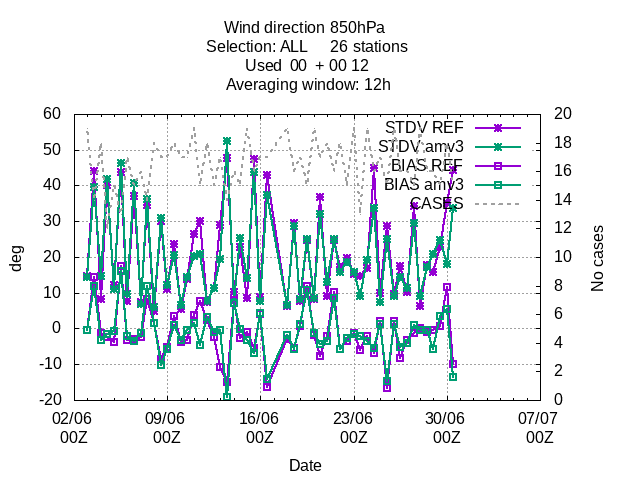 Wind direction 850hPa
Selection: ALL     26 stations
Used  00  + 00 12
Averaging window: 12h
STDV REF
STDV amv3
BIAS REF
BIAS amv3
CASES
60
50
40
30
20
10
0
-10
-20
deg
20
18
16
14
12
10
8
6
4
2
0
No cases
02/06 09/06 16/06 23/06 30/06 07/07
00Z 00Z 00Z 00Z 00Z 00Z
Date